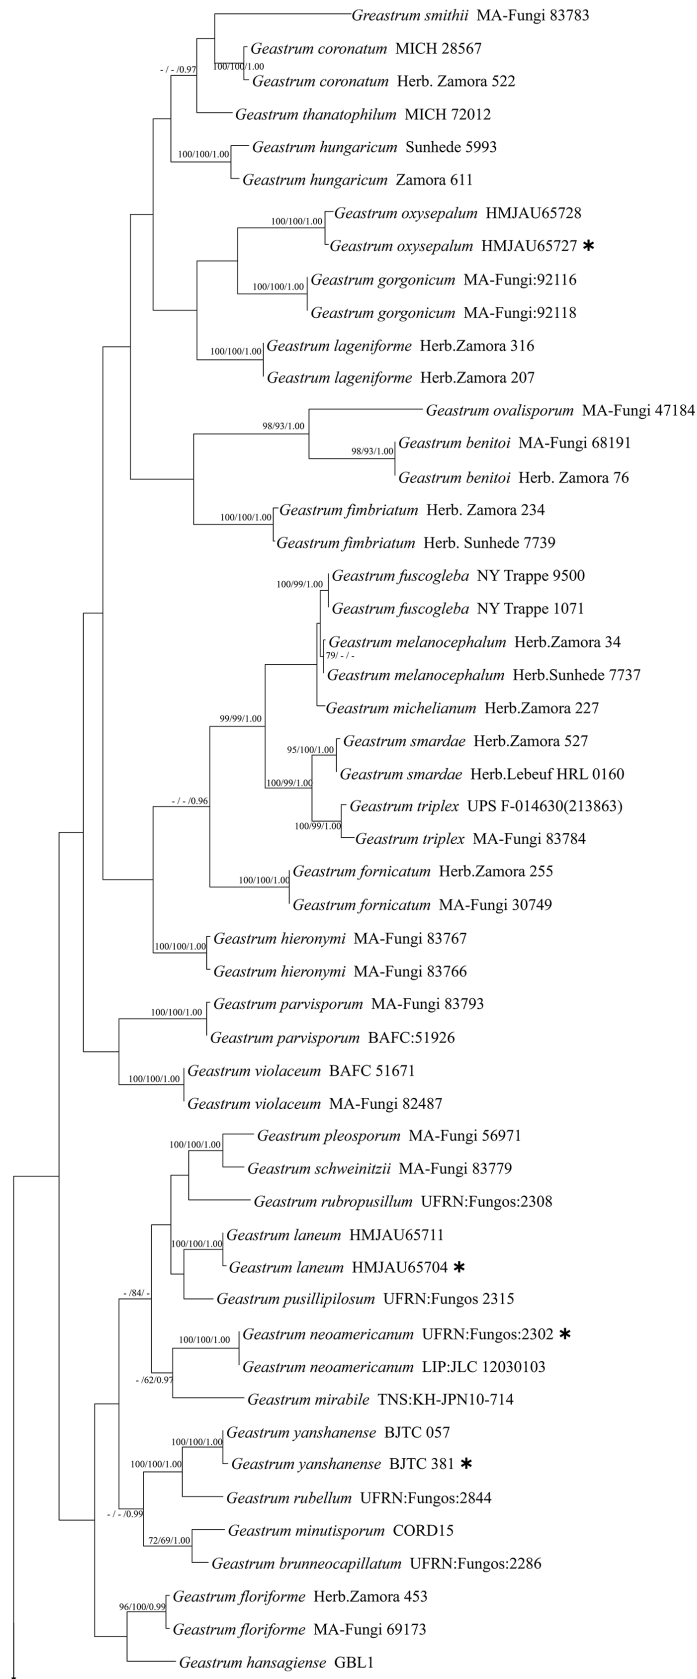 Greastrum smithii MA-Fungi 83783
Geastrum coronatum MICH 28567
- / - /0.97
100/100/1.00
Geastrum coronatum Herb. Zamora 522
Geastrum thanatophilum MICH 72012
Geastrum hungaricum Sunhede 5993
100/100/1.00
Geastrum hungaricum Zamora 611
Geastrum oxysepalum HMJAU65728
100/100/1.00
Geastrum oxysepalum HMJAU65727 *
Geastrum gorgonicum MA-Fungi:92116
100/100/1.00
Geastrum gorgonicum MA-Fungi:92118
Geastrum lageniforme Herb.Zamora 316
100/100/1.00
Geastrum lageniforme Herb.Zamora 207
Geastrum ovalisporum MA-Fungi 47184
98/93/1.00
Geastrum benitoi MA-Fungi 68191
98/93/1.00
Geastrum benitoi Herb. Zamora 76
Geastrum fimbriatum Herb. Zamora 234
100/100/1.00
Geastrum fimbriatum Herb. Sunhede 7739
Geastrum fuscogleba NY Trappe 9500
100/99/1.00
Geastrum fuscogleba NY Trappe 1071
Geastrum melanocephalum Herb.Zamora 34
79/ - / -
Geastrum melanocephalum Herb.Sunhede 7737
Geastrum michelianum Herb.Zamora 227
99/99/1.00
Geastrum smardae Herb.Zamora 527
95/100/1.00
Geastrum smardae Herb.Lebeuf HRL 0160
100/99/1.00
- / - /0.96
Geastrum triplex UPS F-014630(213863)
100/99/1.00
Geastrum triplex MA-Fungi 83784
Geastrum fornicatum Herb.Zamora 255
100/100/1.00
Geastrum fornicatum MA-Fungi 30749
Geastrum hieronymi MA-Fungi 83767
100/100/1.00
Geastrum hieronymi MA-Fungi 83766
Geastrum parvisporum MA-Fungi 83793
100/100/1.00
Geastrum parvisporum BAFC:51926
Geastrum violaceum BAFC 51671
100/100/1.00
Geastrum violaceum MA-Fungi 82487
Geastrum pleosporum MA-Fungi 56971
100/100/1.00
Geastrum schweinitzii MA-Fungi 83779
Geastrum rubropusillum UFRN:Fungos:2308
Geastrum laneum HMJAU65711
100/100/1.00
Geastrum laneum HMJAU65704 *
- /84/ -
Geastrum pusillipilosum UFRN:Fungos 2315
Geastrum neoamericanum UFRN:Fungos:2302 *
100/100/1.00
Geastrum neoamericanum LIP:JLC 12030103
- /62/0.97
Geastrum mirabile TNS:KH-JPN10-714
Geastrum yanshanense BJTC 057
100/100/1.00
Geastrum yanshanense BJTC 381 *
100/100/1.00
Geastrum rubellum UFRN:Fungos:2844
- / - /0.99
Geastrum minutisporum CORD15
72/69/1.00
Geastrum brunneocapillatum UFRN:Fungos:2286
Geastrum floriforme Herb.Zamora 453
96/100/0.99
Geastrum floriforme MA-Fungi 69173
Geastrum hansagiense GBL1